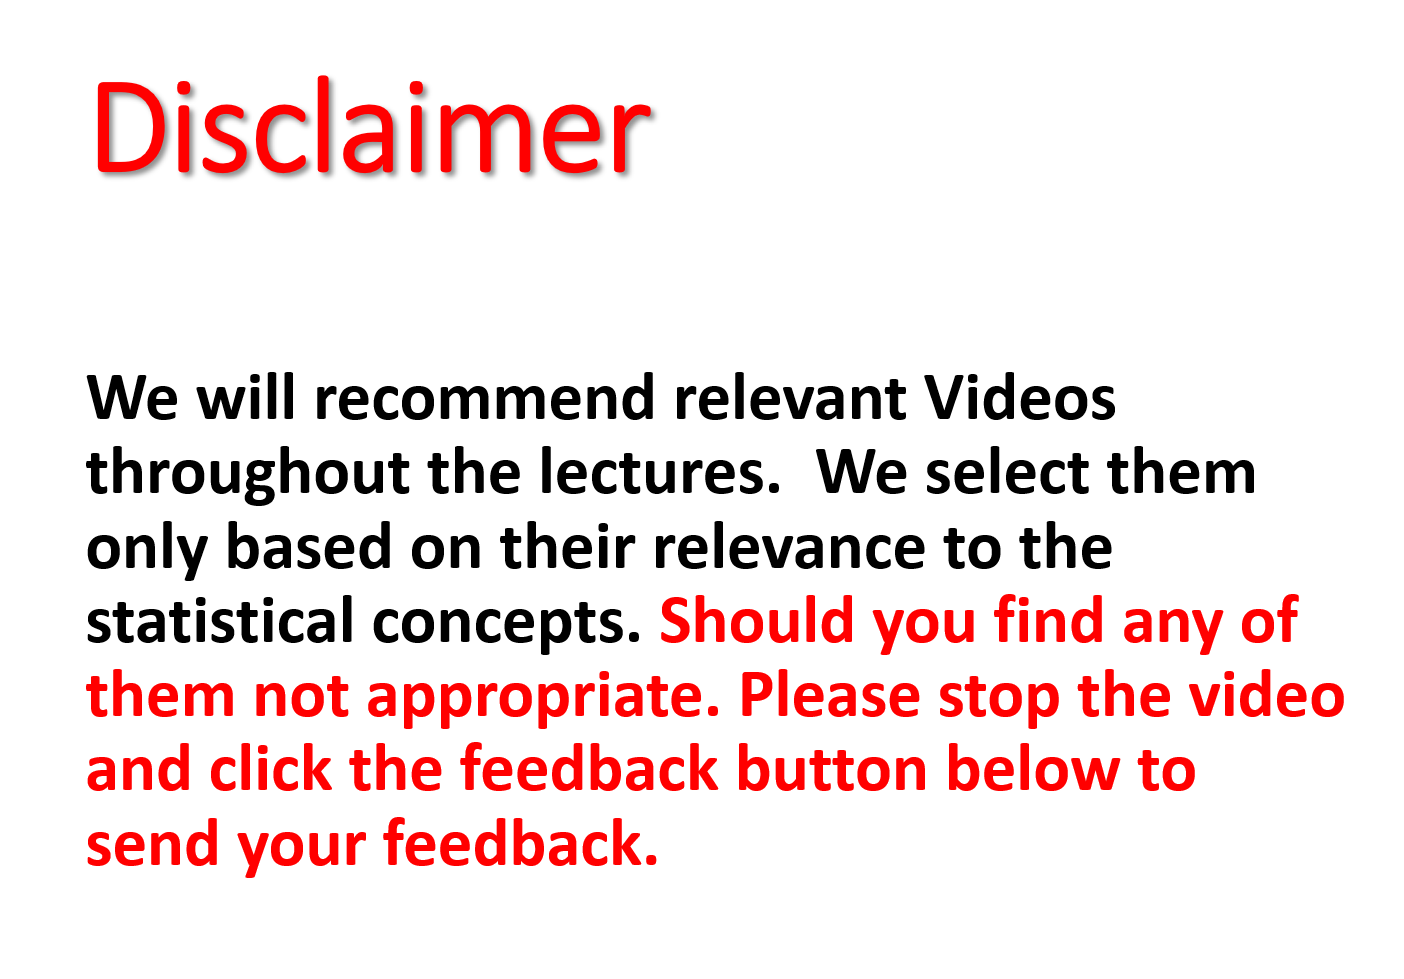 Disclaimer
We will recommend relevant Videos
throughout the lectures.  We select them
only based on their relevance to the
statistical concepts. Should you find any of
them not appropriate. Please stop the video
and click the feedback button below to
send your feedback.